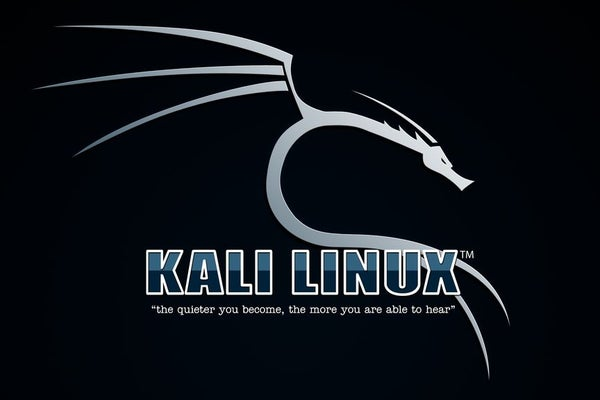 KALI LINUX™
“the quieter you become, the more you are able to hear”